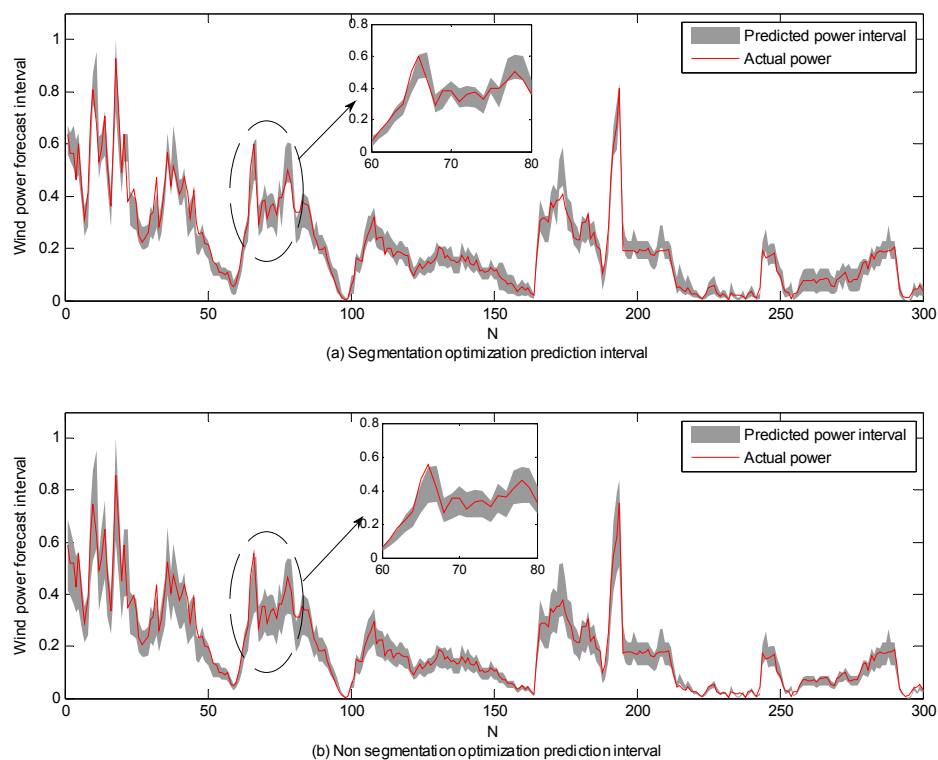 Wind power forecast interval
1
0.8
0.6
0.4
0.2
0
0 50 100 150 200 250 300
N
0.8
0.6
0.4
0.2
0
60 70 80
Predicted power interval
Actual power
(a) Segmentation optimization prediction interval
Wind power forecast interval
1
0.8
0.6
0.4
0.2
0
0 50 100 150 200 250 300
N
0.8
0.6
0.4
0.2
0
60 70 80
Predicted power interval
Actual power
(b) Non segmentation optimization prediction interval